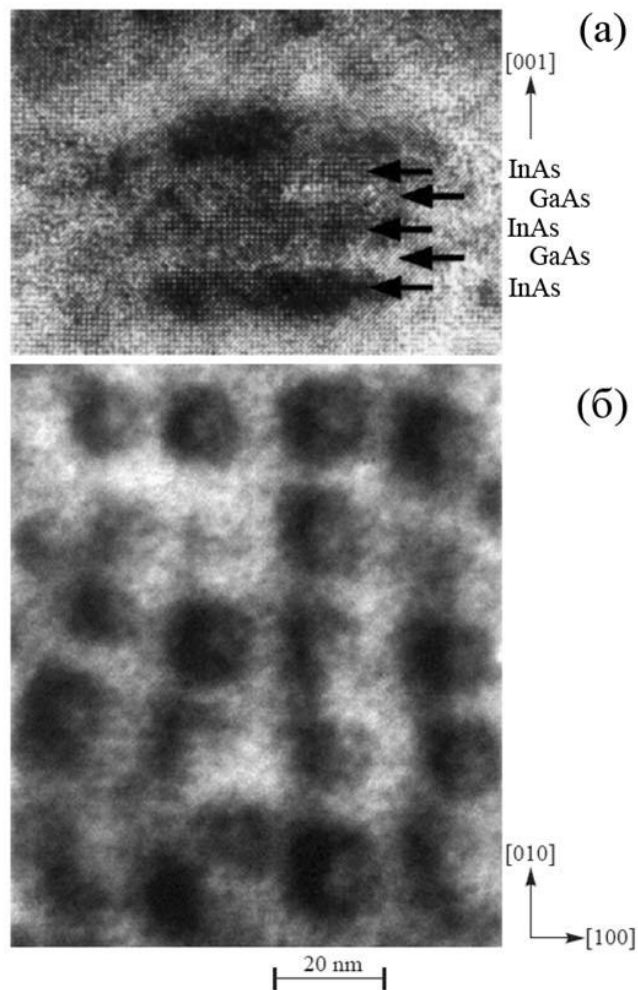 (а)
[001]
InAs
GaAs
InAs
GaAs
InAs
(б)
[010]
[100]
20 nm